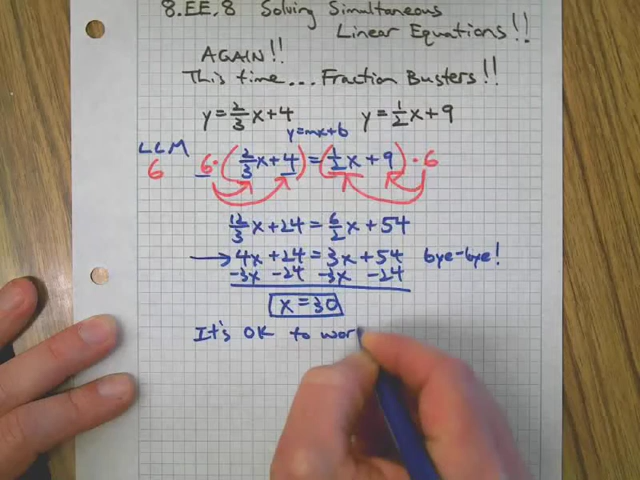 8.EE.8 Solving Simultaneous
Linear Equations!!
AGAIN!!
This time... Fraction Busters!!
y=2/3x+4 y=1/2x+9
y=mx+b
LLM
6 6·(2/3x+4)=(1/2x+9)·6
12/3x+24=6/2x+54
→4x+24=3x+54 bye-bye!
-3x -24 -3x -24
x=30
It's OK to wor